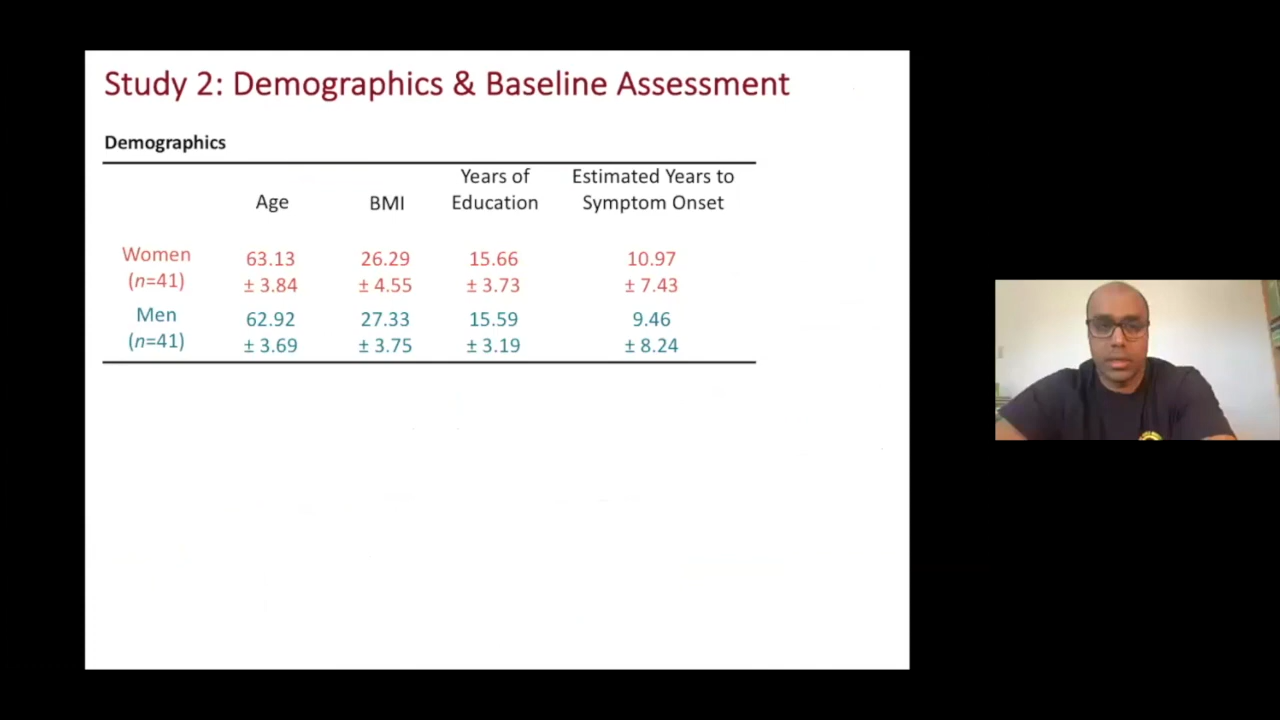 Study 2: Demographics & Baseline Assessment
Demographics
Age BMI Years of Education Estimated Years to Symptom Onset
Women (n=41) 63.13 ± 3.84 26.29 ± 4.55 15.66 ± 3.73 10.97 ± 7.43
Men (n=41) 62.92 ± 3.69 27.33 ± 3.75 15.59 ± 3.19 9.46 ± 8.24